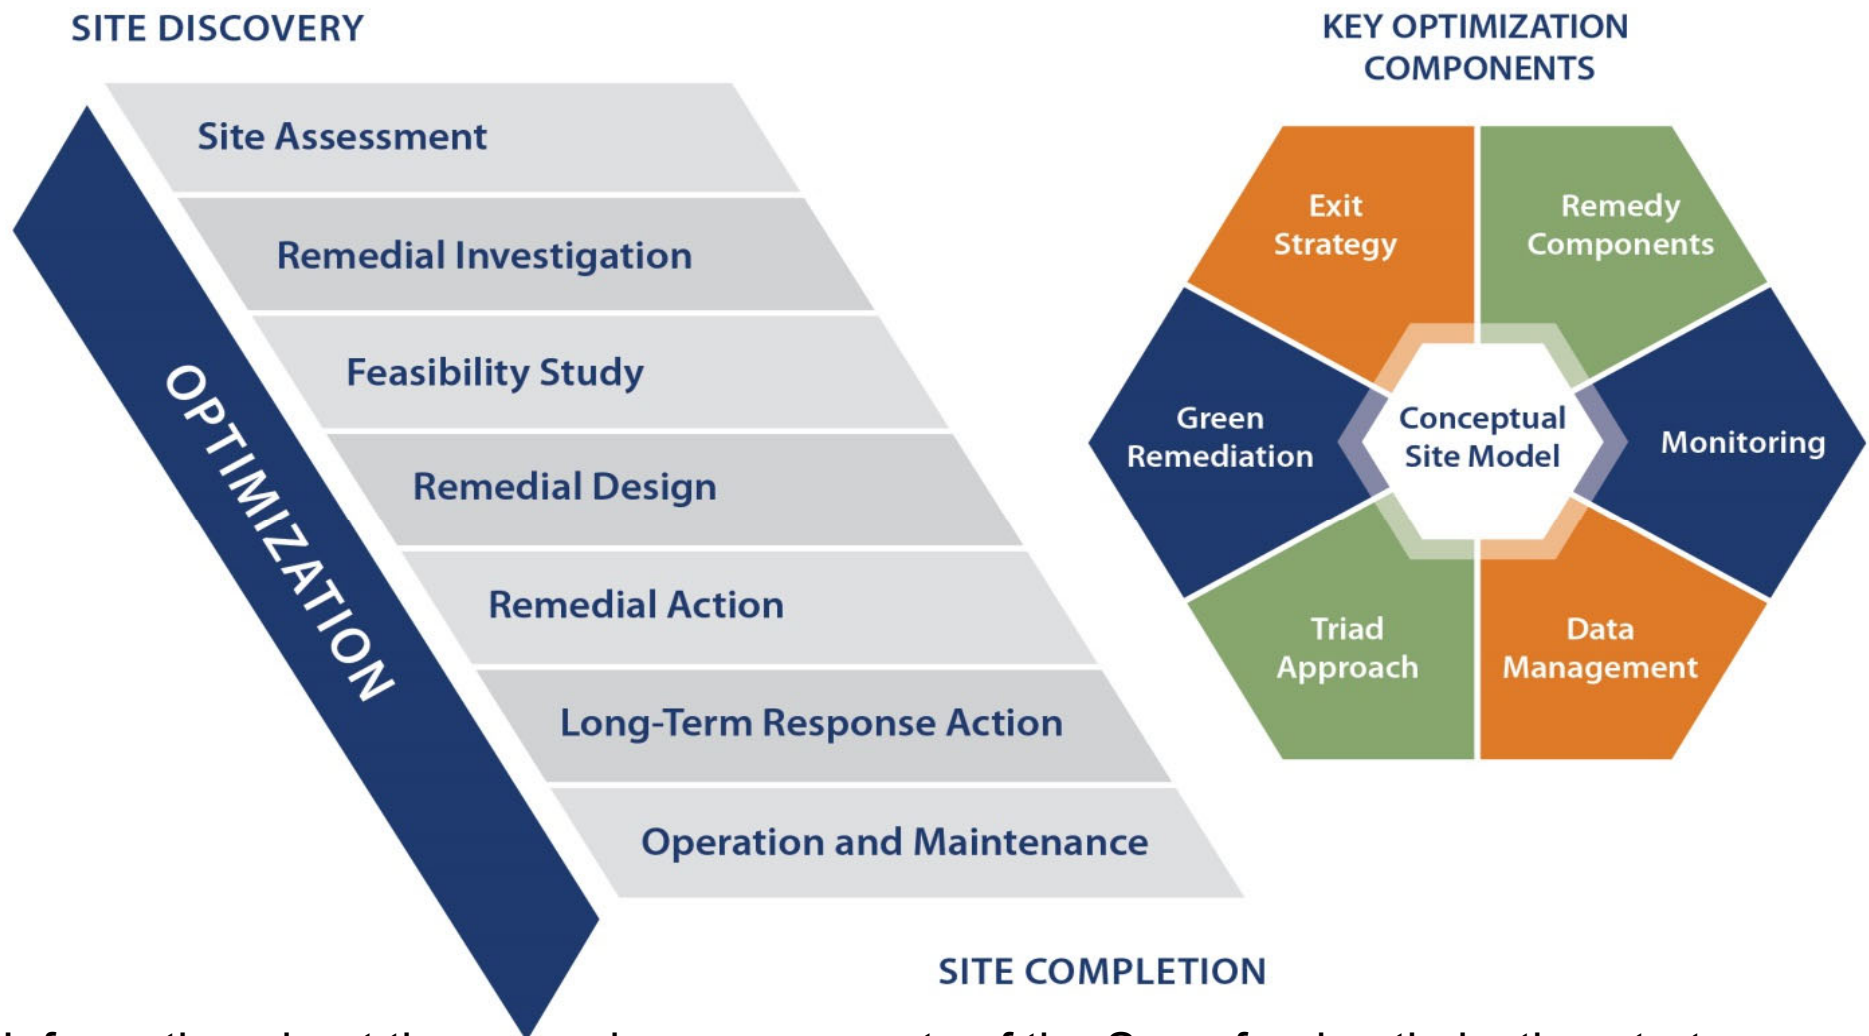 SITE DISCOVERY
Site Assessment
Remedial Investigation
Feasibility Study
Remedial Design
Remedial Action
Long-Term Response Action
Operation and Maintenance
OPTIMIZATION
SITE COMPLETION
KEY OPTIMIZATION
COMPONENTS
Exit
Strategy
Remedy
Components
Green
Remediation
Conceptual
Site Model
Monitoring
Triad
Approach
Data
Management